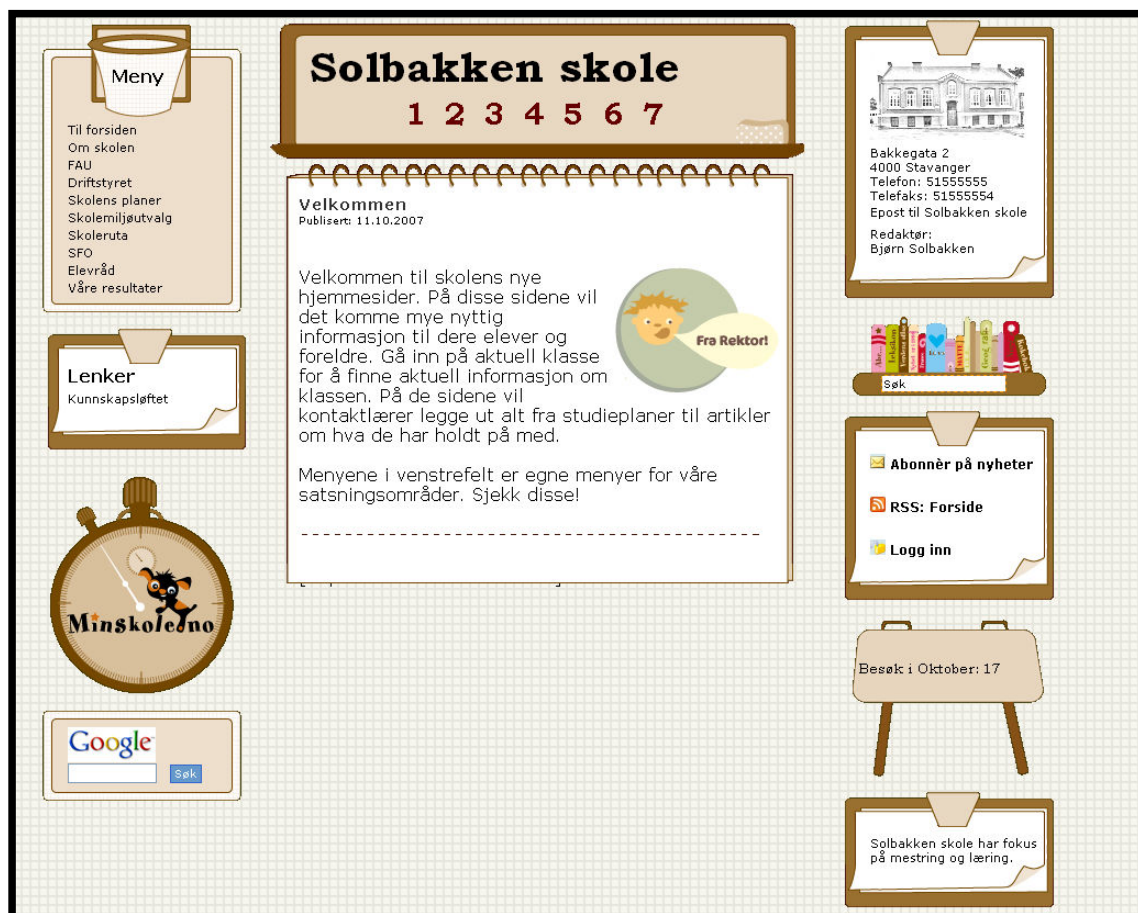 Meny
Til forsiden
Om skolen
FAU
Driftstyret
Skolens planer
Skolemiljøutvalg
Skoleruta
SFO
Elevråd
Våre resultater
Lenker
Kunnskapsløftet
Minskole.no
Google
Søk
Solbakken skole
1 2 3 4 5 6 7
Velkommen
Publisert: 11.10.2007
Velkommen til skolens nye
hjemmesider. På disse sidene vil
det komme mye nyttig
informasjon til dere elever og
foreldre. Gå inn på aktuell klasse
for å finne aktuell informasjon om
klassen. På de sidene vil
kontaktlærer legge ut alt fra studieplaner til artikler
om hva de har holdt på med.
Fra Rektor!
Menyene i venstrefelt er egne menyer for våre
satsningsområder. Sjekk disse!
Bakkegata 2
4000 Stavanger
Telefon: 51555555
Telefaks: 51555554
Epost til Solbakken skole
Redaktør:
Bjørn Solbakken
Leksikon
Søk
Abonnèr på nyheter
RSS: Forside
Logg inn
Besøk i Oktober: 17
Solbakken skole har fokus
på mestring og læring.